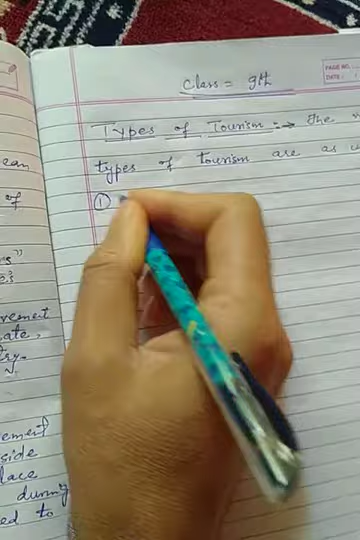 PAGE NO.
DATE:
Class = 9th
Types of Tourism :⇒ The
types of tourism are as
①
ean
of
vement
ate,
try.
ement
side
lace
during
ed to